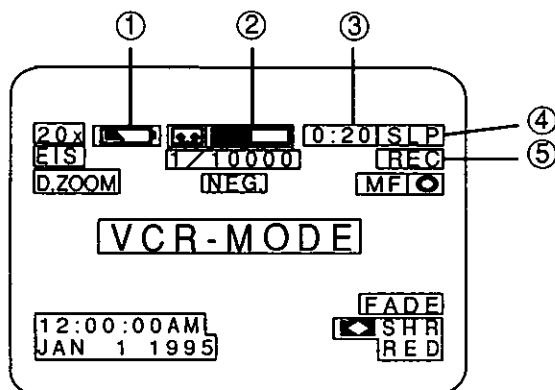 ① ② ③
20x 0:20 SLP ④
EIS 1/10000 REC ⑤
D.ZOOM NEG. MF
VCR-MODE
FADE
12:00:00AM SHR
JAN 1 1995 RED